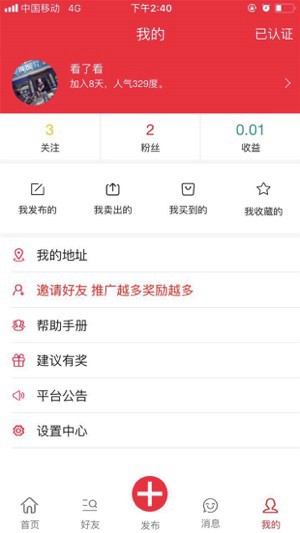 中国移动 4G 下午2:40
我的 已认证
看了看
加入8天，人气329度。
3 2 0.01
关注 粉丝 收益
我发布的 我卖出的 我买到的 我收藏的
我的地址
邀请好友 推广越多奖励越多
帮助手册
建议有奖
平台公告
设置中心
首页 好友 发布 消息 我的